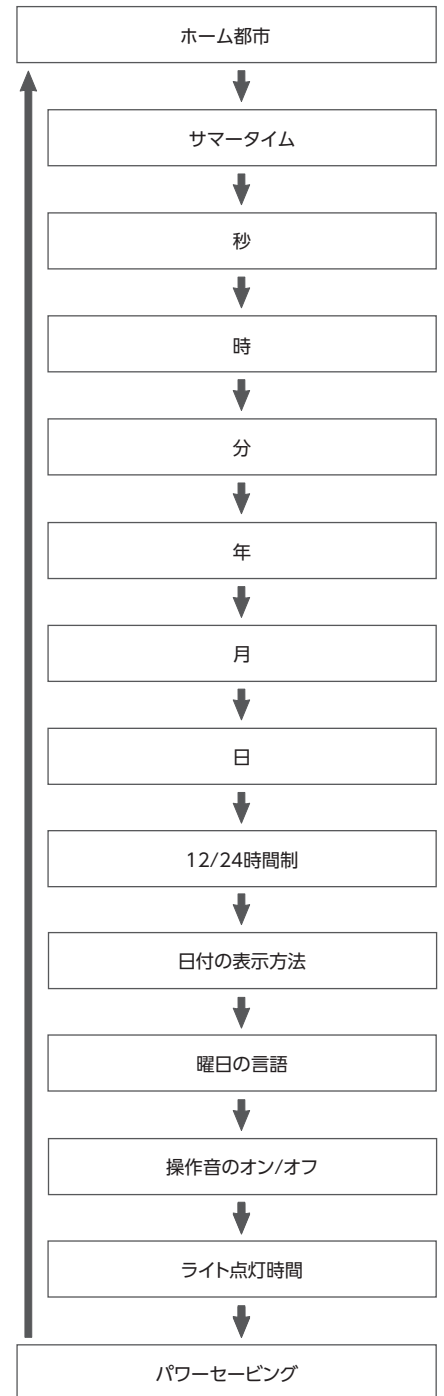 ホーム都市
サマータイム
秒
時
分
年
月
日
12/24時間制
日付の表示方法
曜日の言語
操作音のオン/オフ
ライト点灯時間
パワーセービング